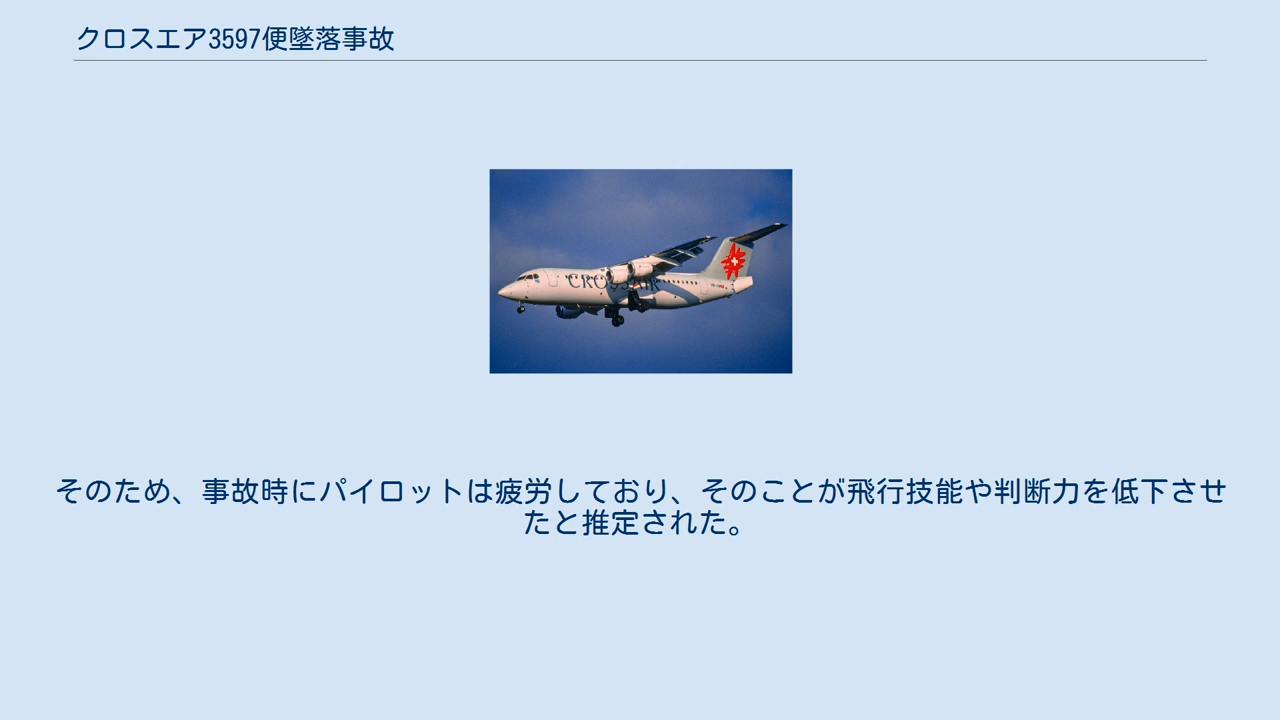 クロスエア3597便墜落事故
CROSSAIR
そのため、事故時にパイロットは疲労しており、そのことが飛行技能や判断力を低下させ
たと推定された。